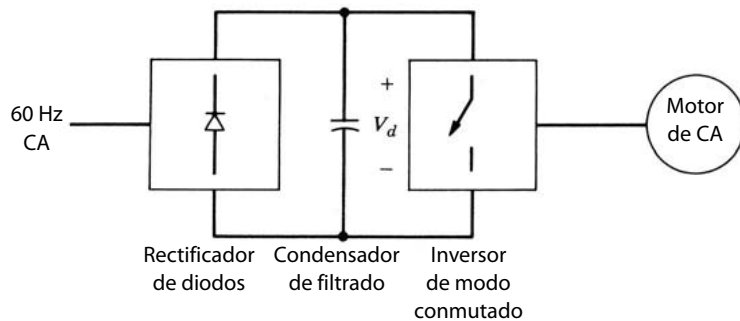 60 Hz
CA
+
V_d
−
Motor
de CA
Rectificador
de diodos
Condensador
de filtrado
Inversor
de modo
conmutado